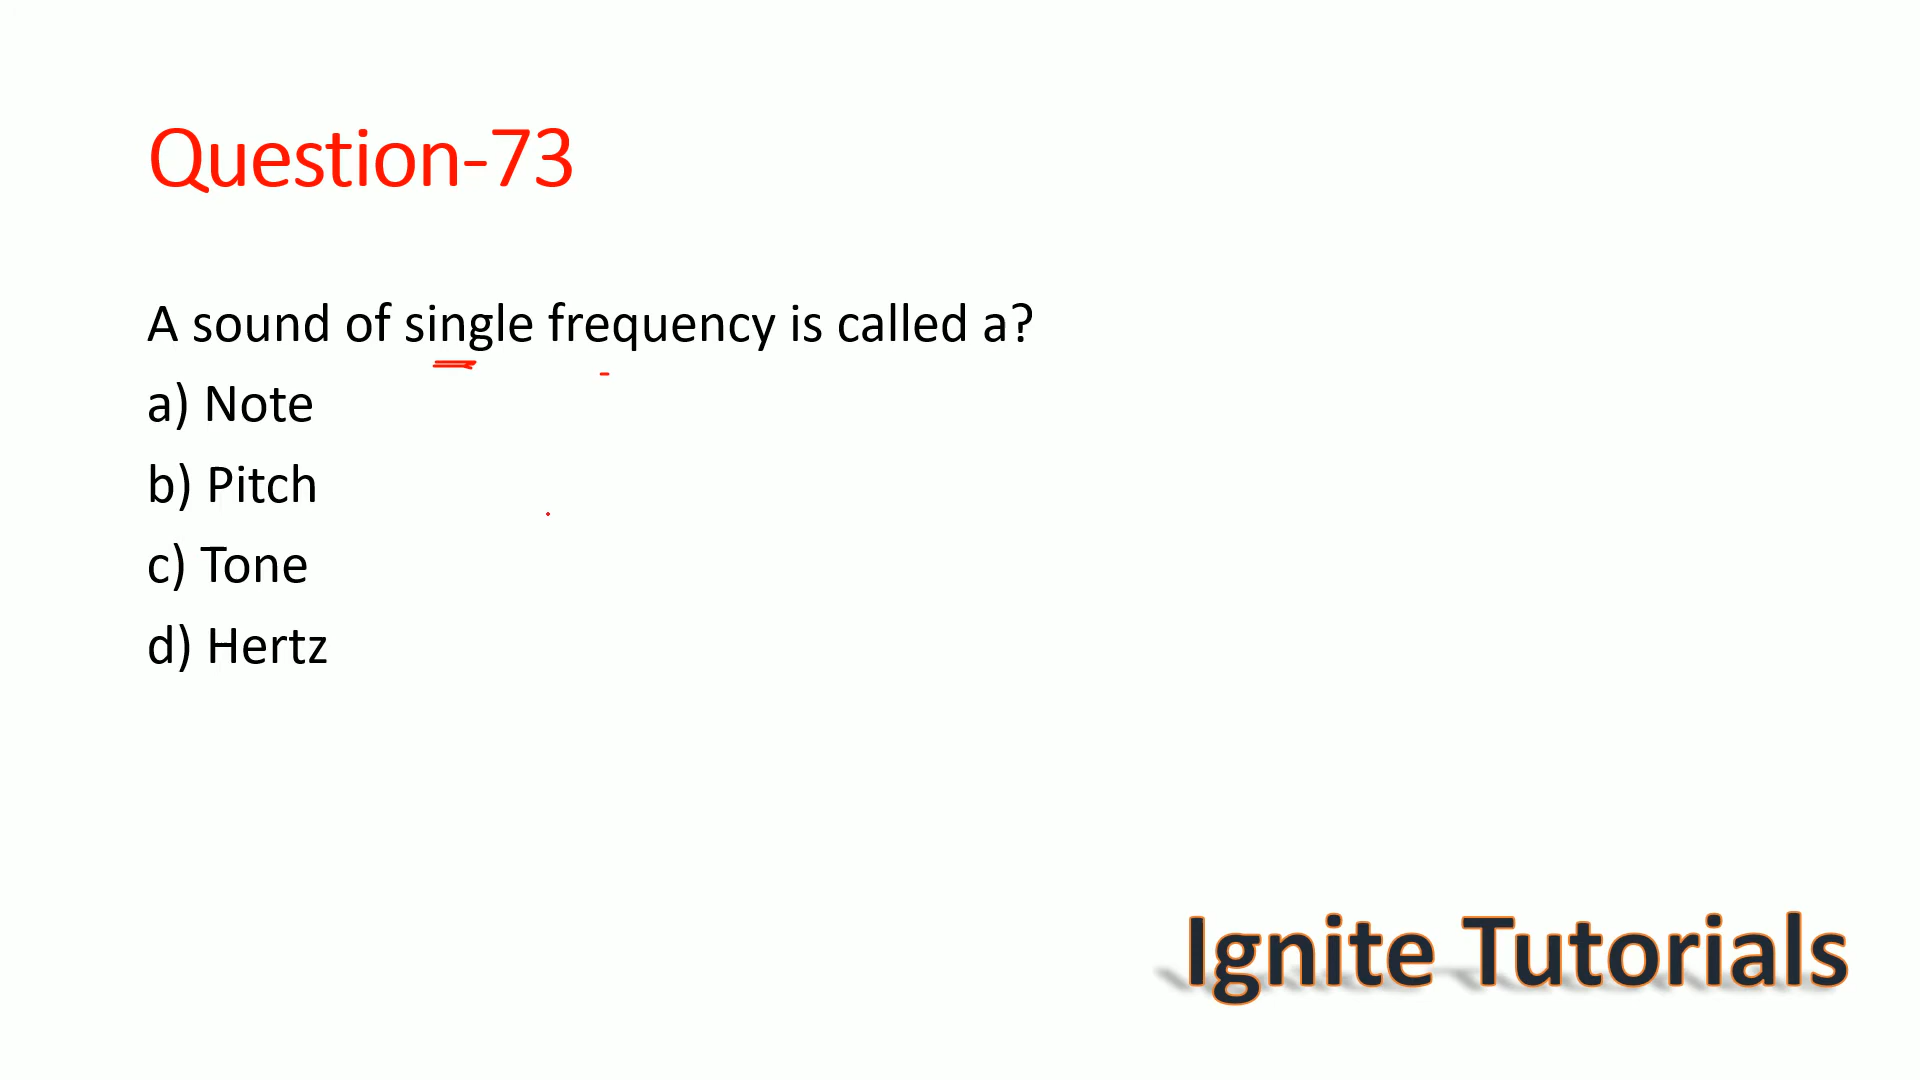 Question-73
A sound of single frequency is called a?
a) Note
b) Pitch
c) Tone
d) Hertz
Ignite Tutorials